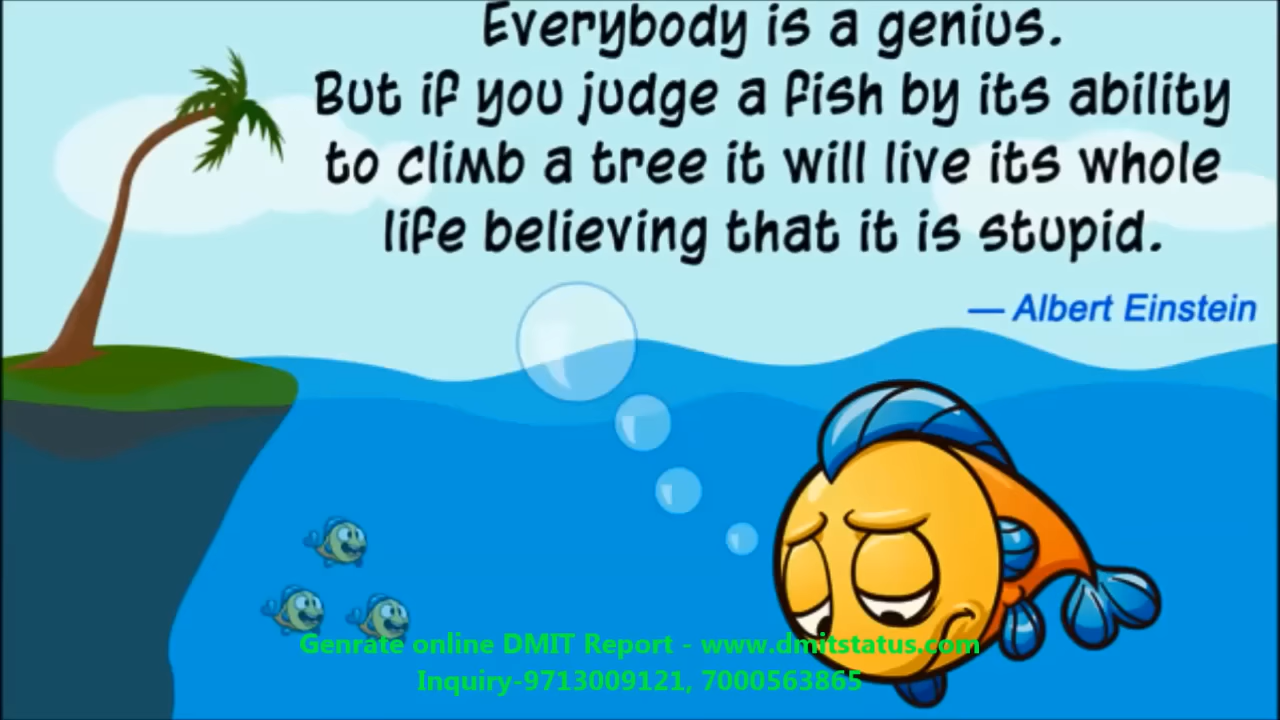 Everybody is a genius.
But if you judge a fish by its ability
to climb a tree it will live its whole
life believing that it is stupid.
— Albert Einstein
Genrate online DMIT Report - www.dmitstatus.com
Inquiry-9713009121, 7000563865